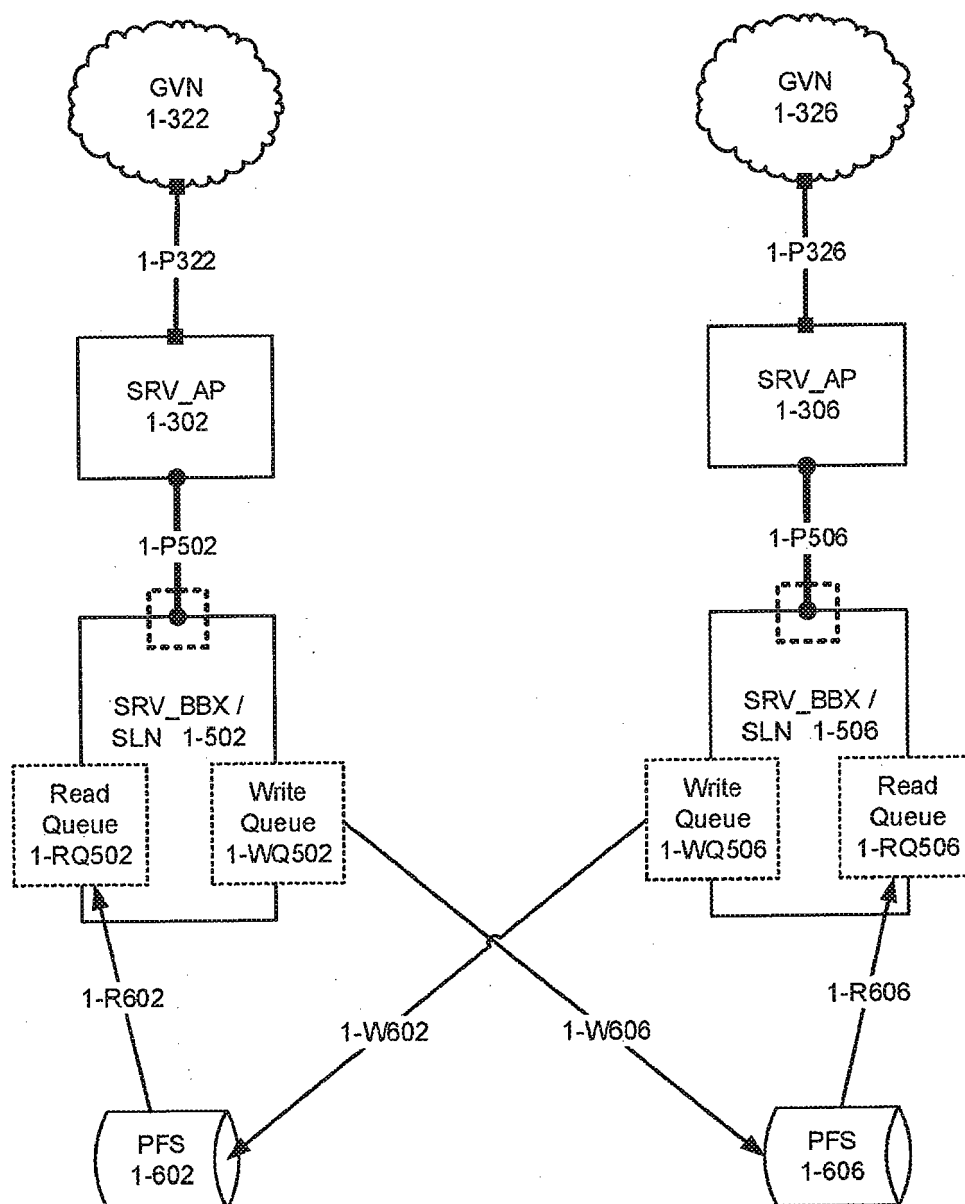 GVN
1-322
GVN
1-326
1-P322
1-P326
SRV_AP
1-302
SRV_AP
1-306
1-P502
1-P506
SRV_BBX /
SLN 1-502
SRV_BBX /
SLN 1-506
Read
Queue
1-RQ502
Write
Queue
1-WQ502
Write
Queue
1-WQ506
Read
Queue
1-RQ506
1-R602
1-W602
1-W606
1-R606
PFS
1-602
PFS
1-606